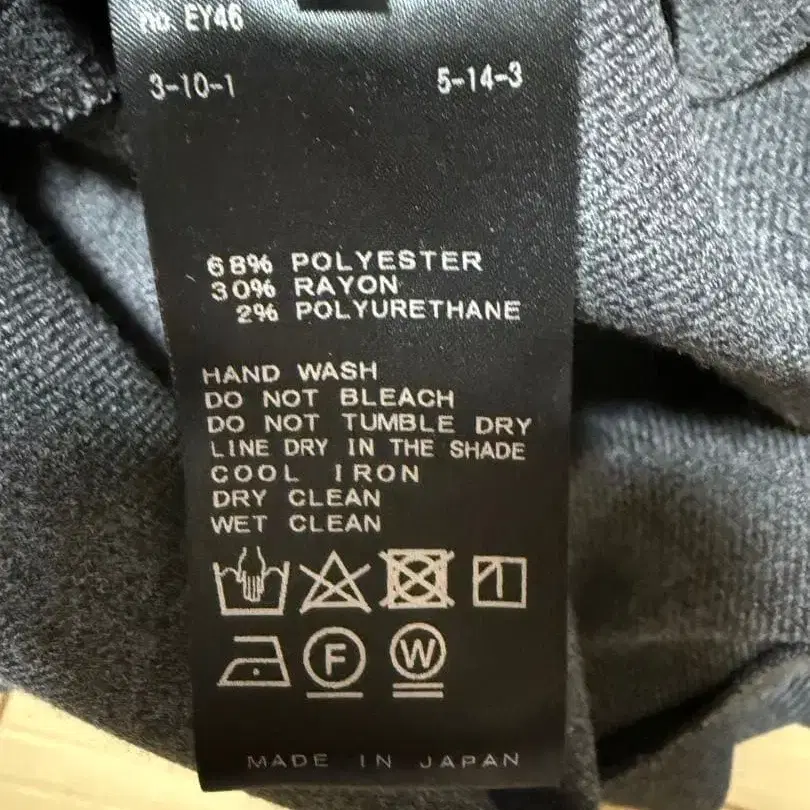 no. EY46
3-10-1 5-14-3
68% POLYESTER
30% RAYON
2% POLYURETHANE
HAND WASH
DO NOT BLEACH
DO NOT TUMBLE DRY
LINE DRY IN THE SHADE
COOL IRON
DRY CLEAN
WET CLEAN
F W
MADE IN JAPAN